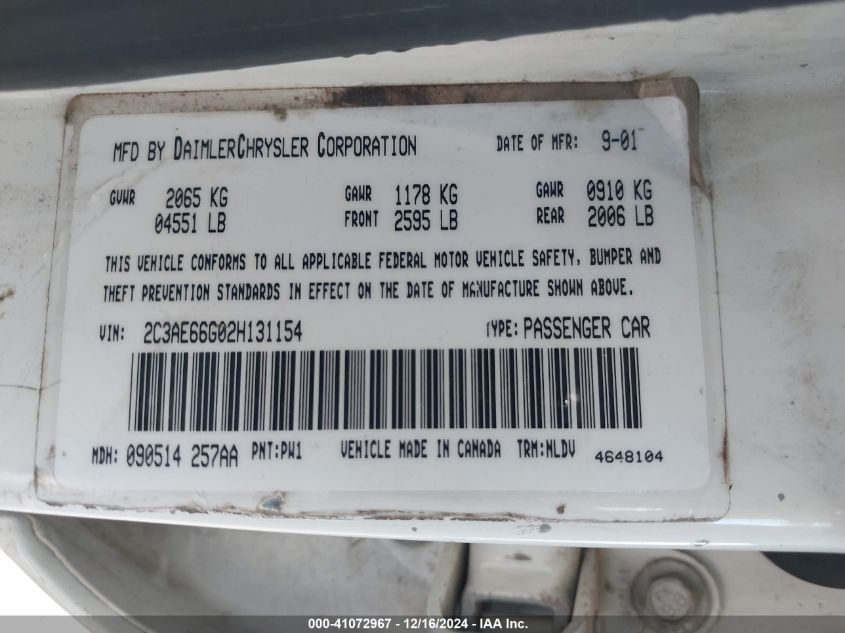 MFD BY DAIMLERCHRYSLER CORPORATION DATE OF MFR: 9-01
GVWR 2065 KG GAWR 1178 KG GAWR 0910 KG
04551 LB FRONT 2595 LB REAR 2006 LB
THIS VEHICLE CONFORMS TO ALL APPLICABLE FEDERAL MOTOR VEHICLE SAFETY, BUMPER AND
THEFT PREVENTION STANDARDS IN EFFECT ON THE DATE OF MANUFACTURE SHOWN ABOVE.
VIN: 2C3AE66G02H131154 TYPE: PASSENGER CAR
MDH: 090514 257AA PNT:PW1 VEHICLE MADE IN CANADA TRM:NLDV 4648104
000-41072967 - 12/16/2024 - IAA Inc.